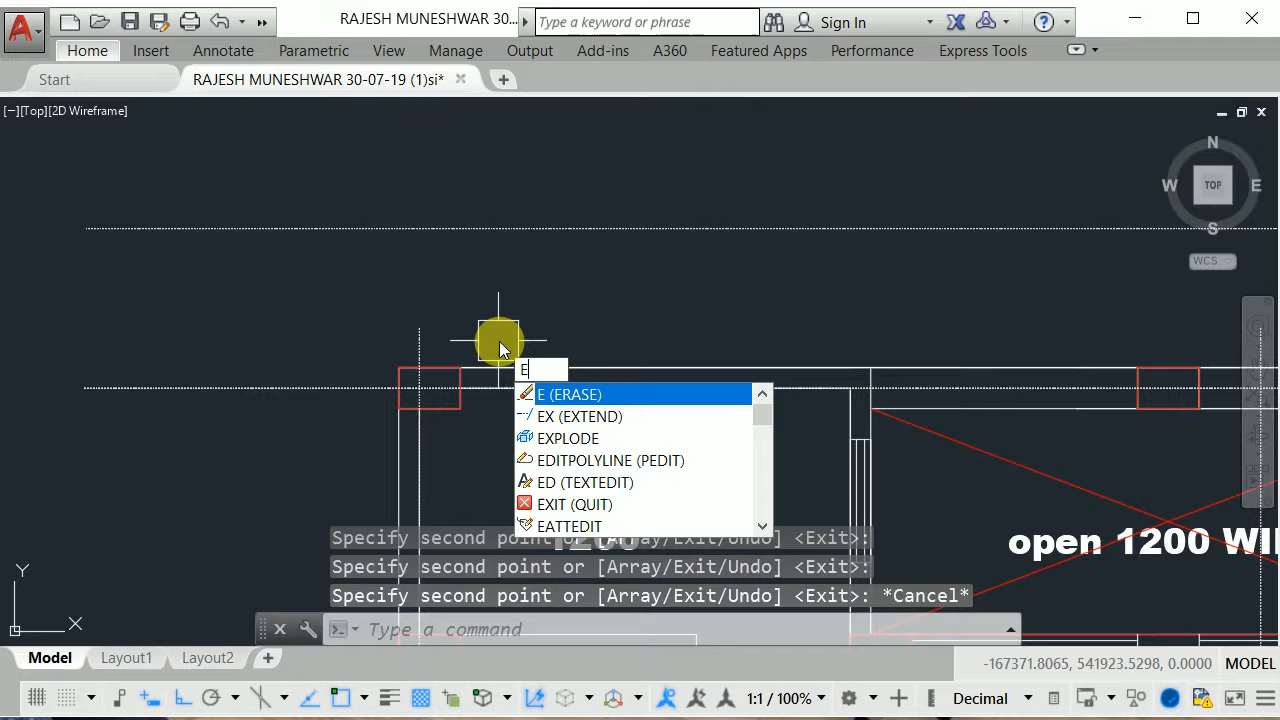 RAJESH MUNESHWAR 30...
Type a keyword or phrase
Sign In
Home Insert Annotate Parametric View Manage Output Add-ins A360 Featured Apps Performance Express Tools
Start
RAJESH MUNESHWAR 30-07-19 (1)si*
[−][Top][2D Wireframe]
N
W TOP E
S
WCS
E
E (ERASE)
EX (EXTEND)
EXPLODE
EDITPOLYLINE (PEDIT)
ED (TEXTEDIT)
EXIT (QUIT)
EATTEDIT
open 1200 WI
Specify second point or [Array/Exit/Undo] <Exit>:
Specify second point or [Array/Exit/Undo] <Exit>:
Specify second point or [Array/Exit/Undo] <Exit>: *Cancel*
Y
X
Type a command
Model Layout1 Layout2
-167371.8065, 541923.5298, 0.0000 MODEL
1:1 / 100% Decimal